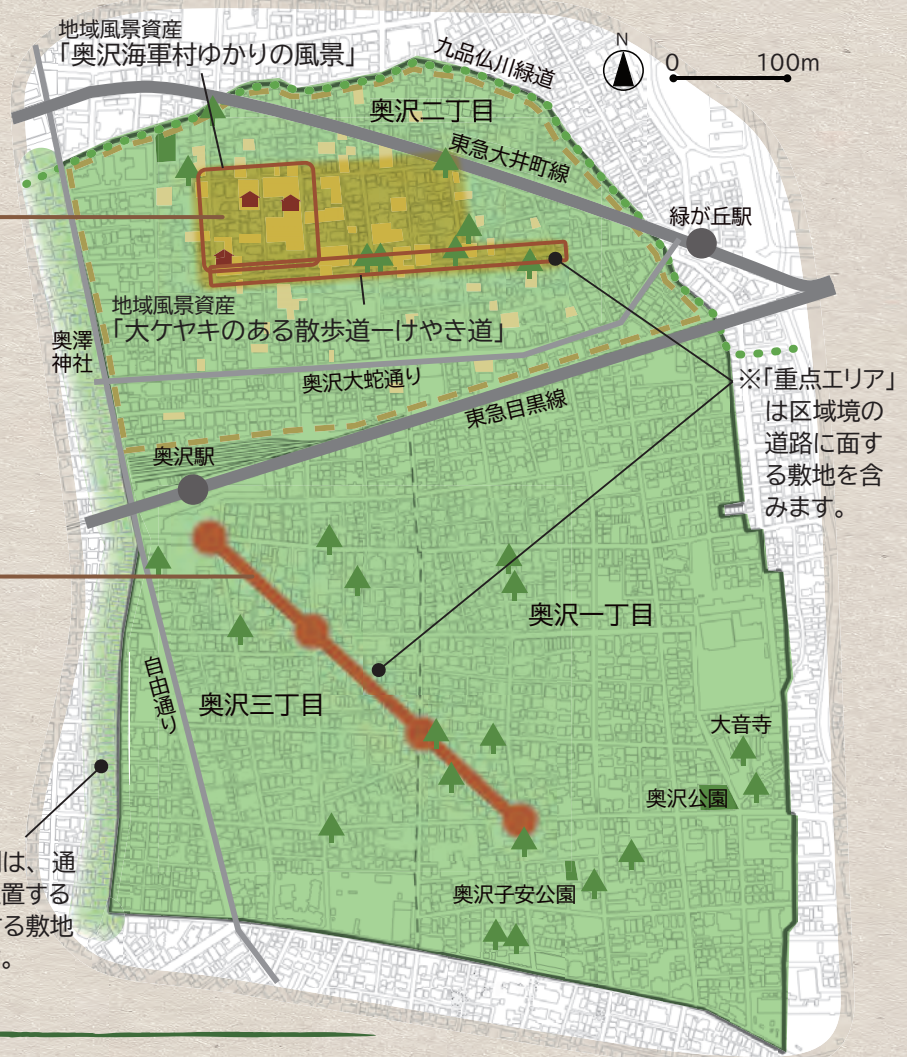 地域風景資産
「奥沢海軍村ゆかりの風景」
九品仏川緑道
N
0 100m
奥沢二丁目
東急大井町線
緑が丘駅
地域風景資産
「大ケヤキのある散歩道ーけやき道」
奥澤
神社
奥沢大蛇通り
東急目黒線
※「重点エリア」
は区域境の
道路に面す
る敷地を含
みます。
奥沢駅
奥沢一丁目
自由通り
奥沢三丁目
大音寺
奥沢公園
奥沢子安公園
は、通
置する
る敷地
。